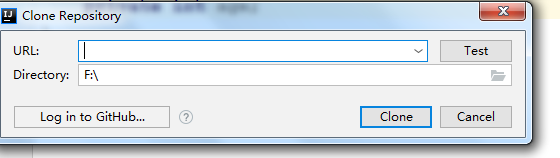 Clone Repository
URL:
Test
Directory: F:\
Log in to GitHub... ?
Clone
Cancel